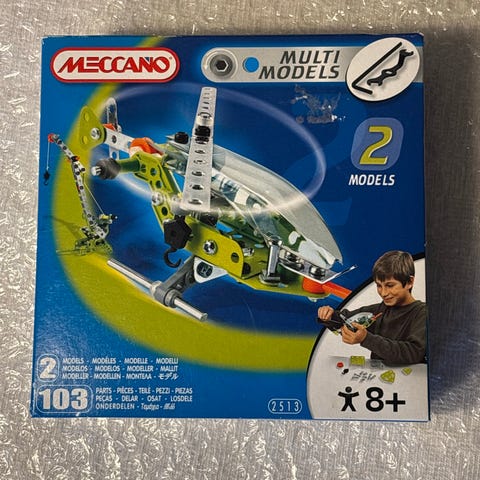 MECCANO
MULTI
MODELS
2
MODELS
2 MODELS - MODÈLES - MODELLE - MODELLI
MODELOS - MODELOS - MODELLER - MALLIT
MODELLER - MODELLEN - ΜΟΝΤΕΛΑ - モデル
103 PARTS - PIÈCES - TEILE - PEZZI - PIEZAS
PEÇAS - DELAR - OSAT - LOSDELE
ONDERDELEN - Τεμάχια - 部品
2513
8+